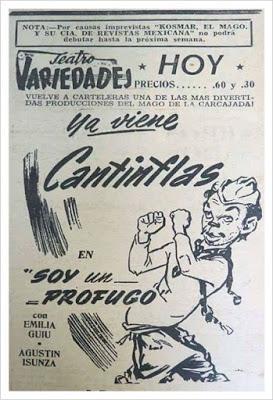 NOTA:—Por causas imprevistas "KOSMAR, EL MAGO,
Y SU CIA. DE REVISTAS MEXICANA" no podrá
debutar hasta la próxima semana.
Teatro
VARIEDADES
HOY
PRECIOS...... .60 y .30
VUELVE A CARTELERAS UNA DE LAS MAS DIVERTI-
DAS PRODUCCIONES DEL MAGO DE LA CARCAJADA!
Ya viene
Cantinflas
EN
"SOY un
PROFUGO
con
EMILIA
GUIU
•
AGUSTIN
ISUNZA